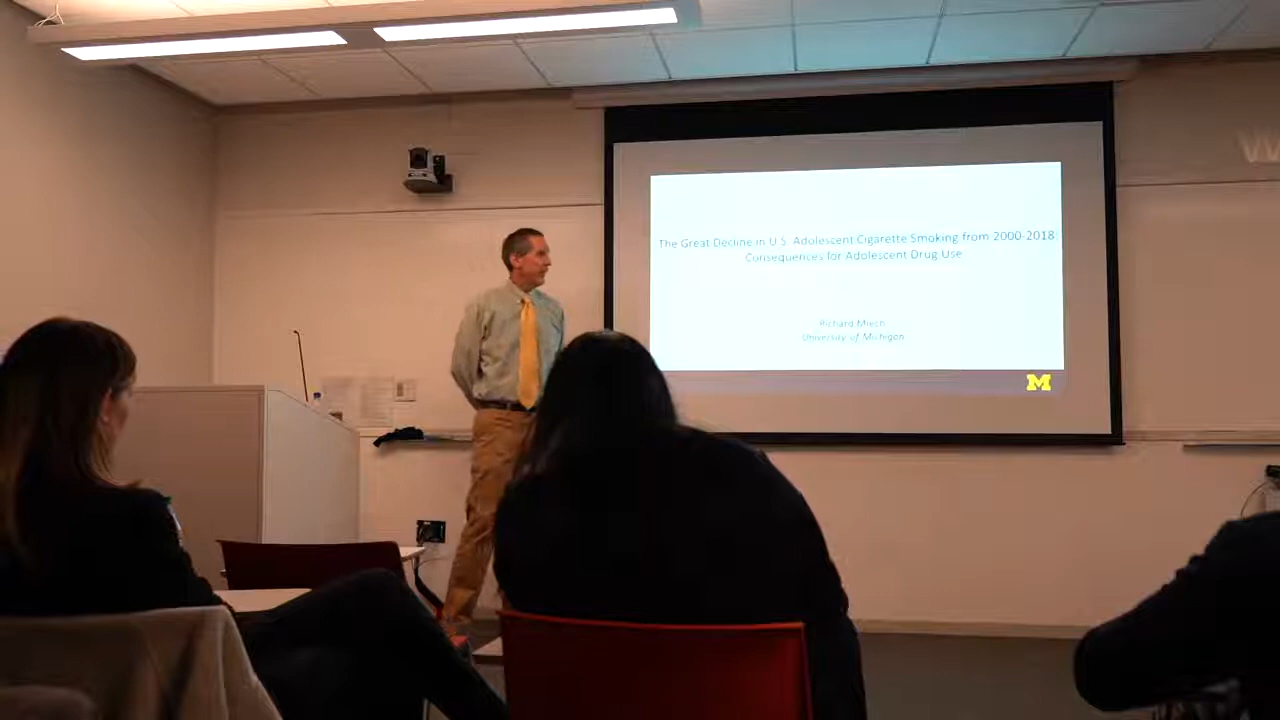 The Great Decline in U.S. Adolescent Cigarette Smoking from 2000-2018:
Consequences for Adolescent Drug Use
Richard Miech
University of Michigan
M
W